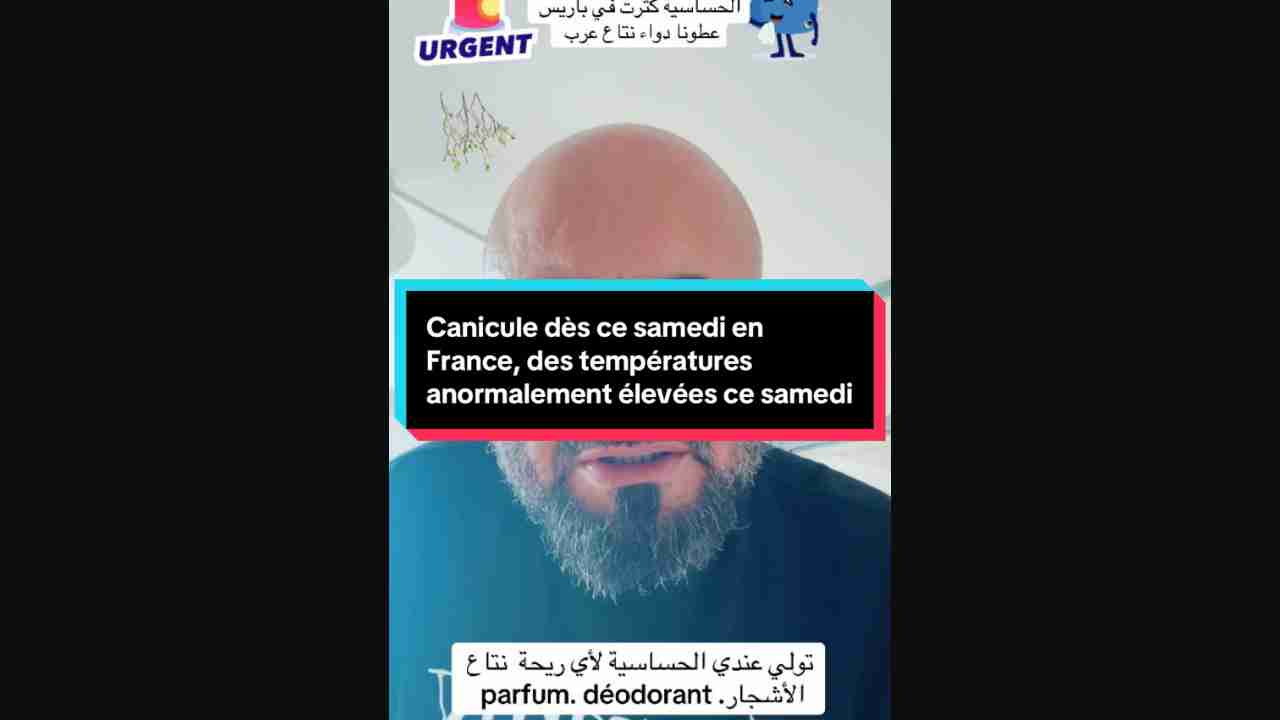 الحساسية كثرت في باريس
عطونا دواء نتاع عرب
URGENT
Canicule dès ce samedi en
France, des températures
anormalement élevées ce samedi
تولي عندي الحساسية لأي ريحة نتاع
الأشجار. parfum. déodorant